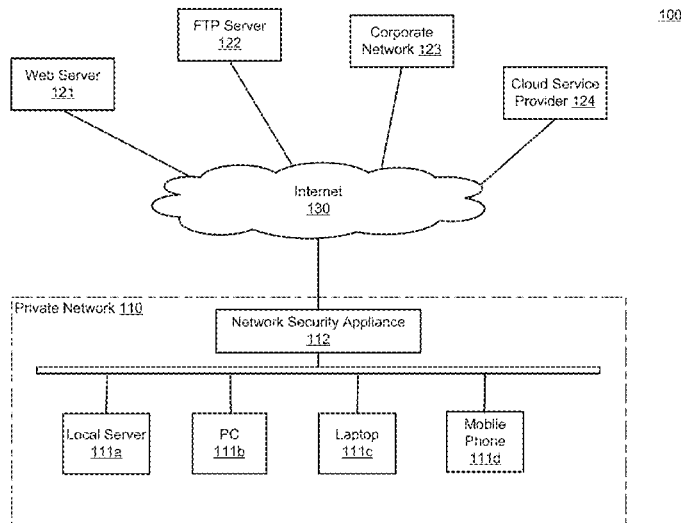 100
FTP Server
122
Corporate
Network 123
Web Server
121
Cloud Service
Provider 124
Internet
130
Private Network 110
Network Security Appliance
112
Local Server
111a
PC
111b
Laptop
111c
Mobile
Phone
111d